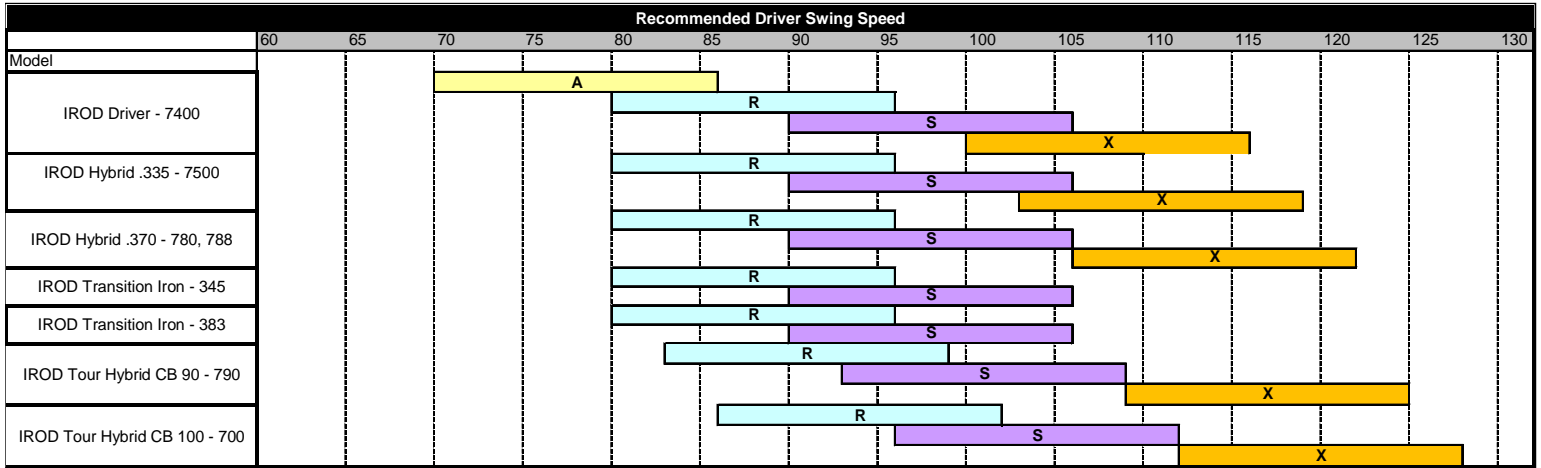 Recommended Driver Swing Speed
60 65 70 75 80 85 90 95 100 105 110 115 120 125 130
Model
A
IROD Driver - 7400
R
S
X
IROD Hybrid .335 - 7500
R
S
X
IROD Hybrid .370 - 780, 788
R
S
X
IROD Transition Iron - 345
R
S
IROD Transition Iron - 383
R
S
IROD Tour Hybrid CB 90 - 790
R
S
X
IROD Tour Hybrid CB 100 - 700
R
S
X